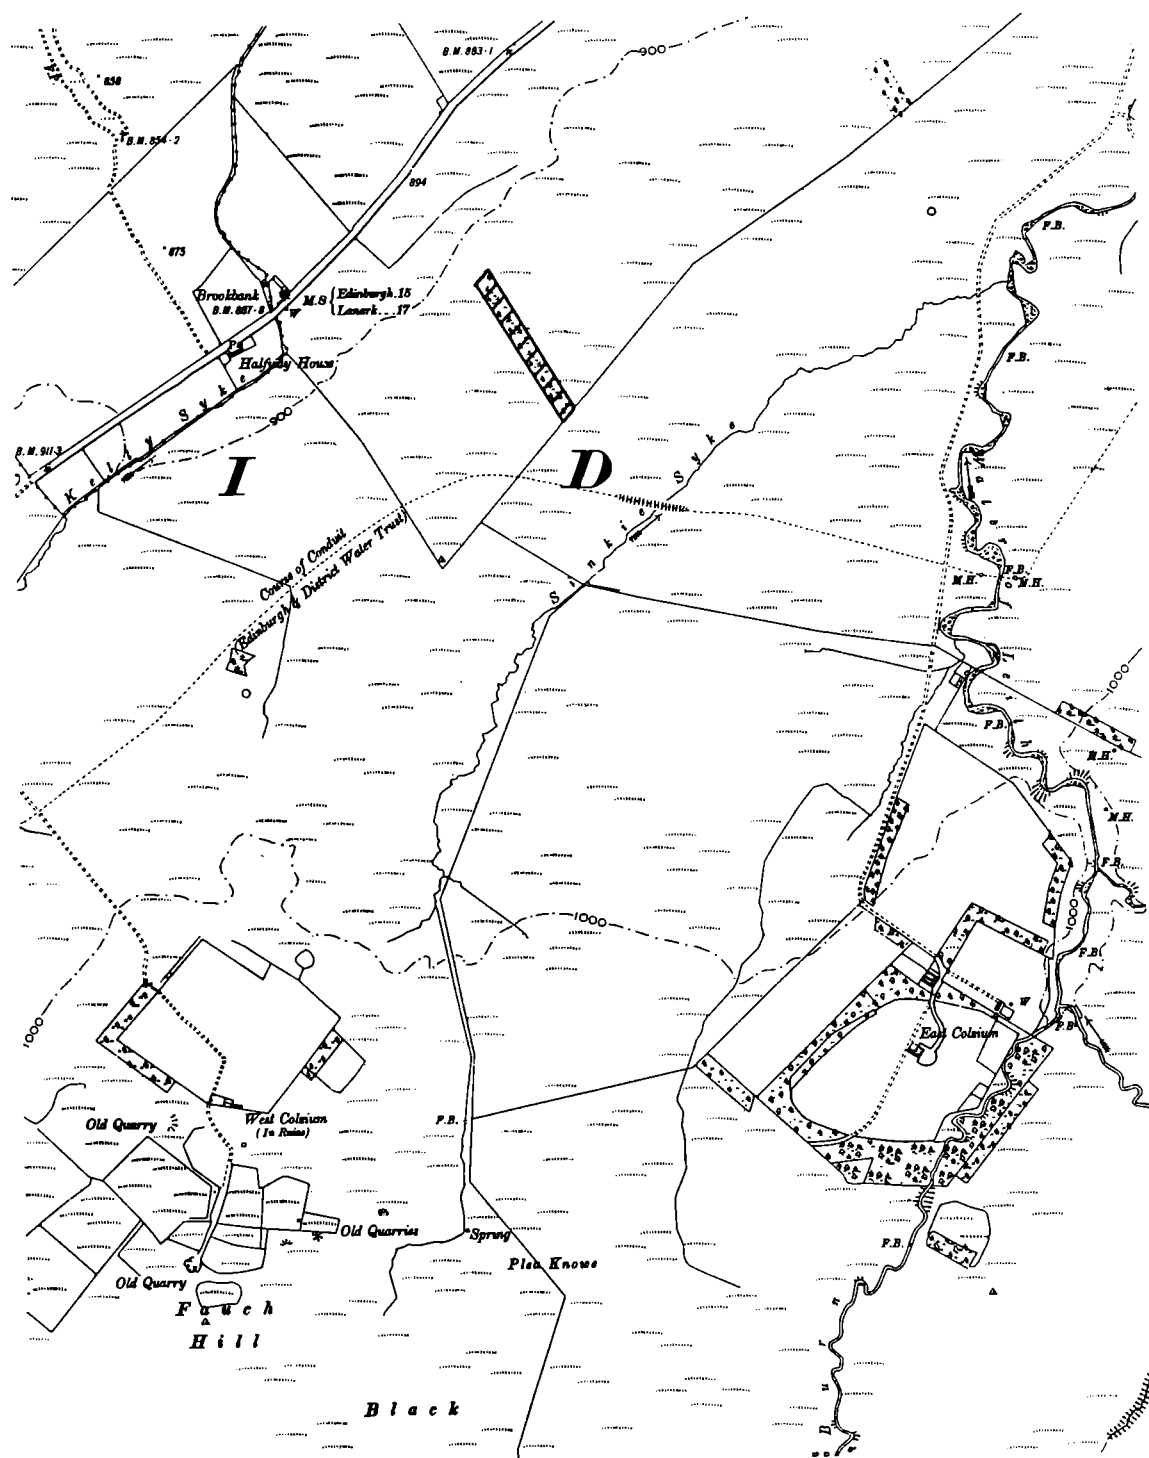 B.M. 883·1
900
858
B.M. 854·2
894
875
F.B.
Brookbank
B.M. 887·8
M.S
Edinburgh. 15
Lanark...17
W
Halfway House
F.B.
Kelly Syke
900
B.M. 911·3
I
D
Sinkie Syke
Course of Conduit
(Edinburgh & District Water Trust)
M.H.
F.B.
M.H.
1000
F.B.
M.H.
M.H.
F.B.
1000
1000
F.B.
W
F.B.
East Colzium
1000
Old Quarry
West Colzium
(In Ruins)
F.B.
Old Quarries
Spring
F.B.
Plea Knowe
Old Quarry
Fauch
Hill
Black
Burn